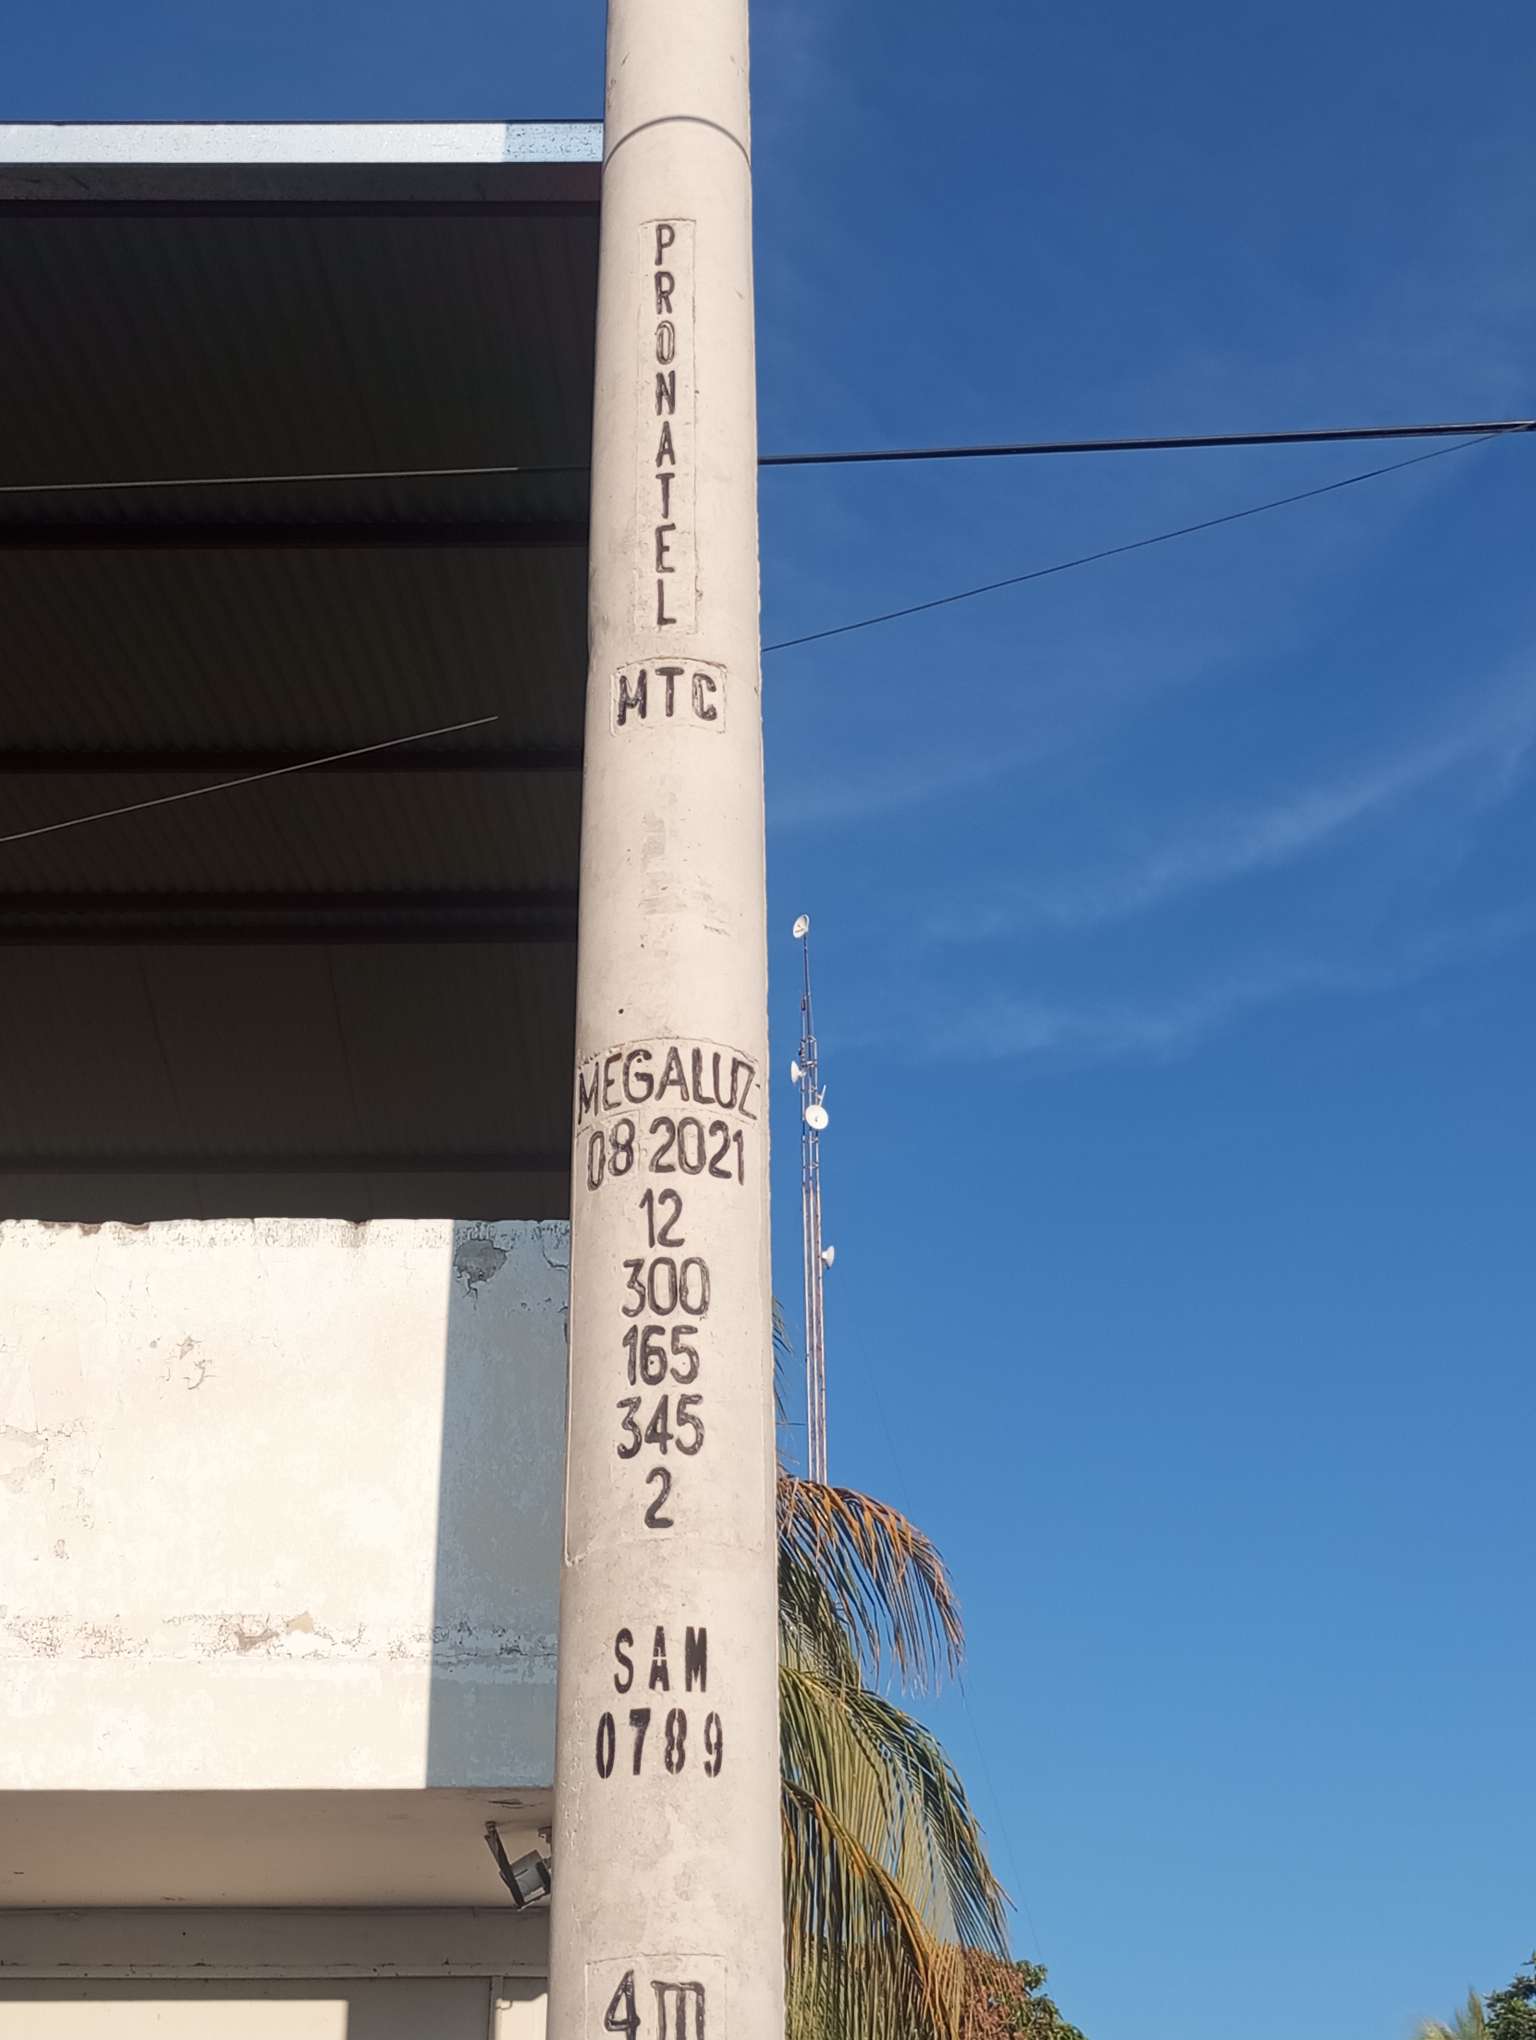 PRONATEL
MTC
MEGALUZ
08 2021
12
300
165
345
2
SAM
0789
4m